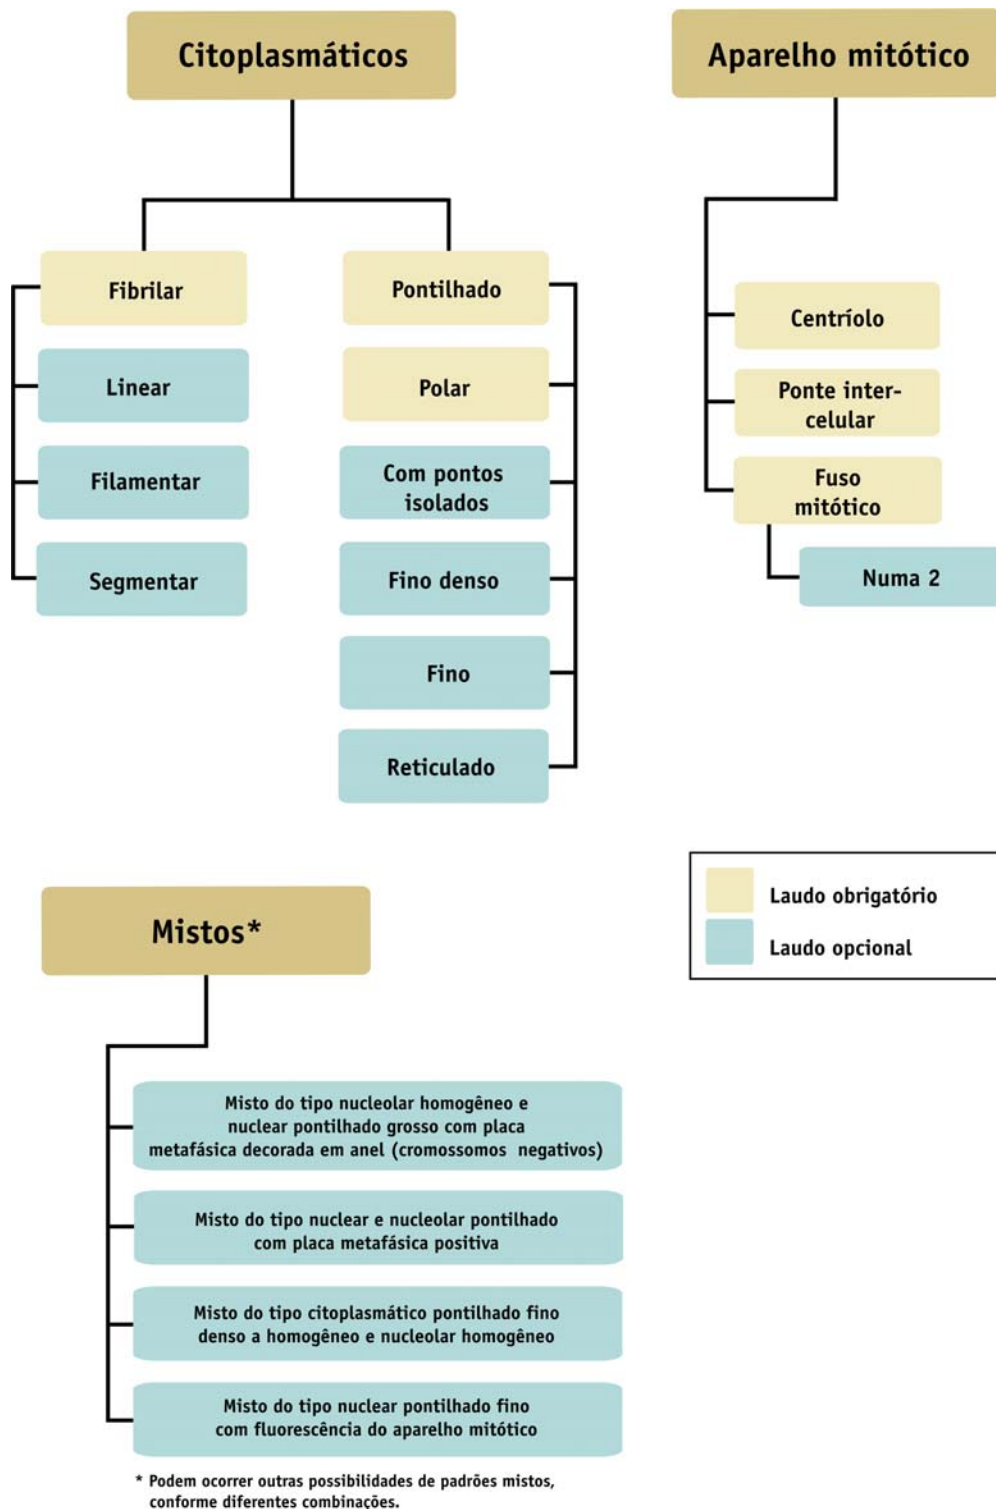 Citoplasmáticos
Fibrilar
Linear
Filamentar
Segmentar
Pontilhado
Polar
Com pontos
isolados
Fino denso
Fino
Reticulado
Aparelho mitótico
Centríolo
Ponte inter-
celular
Fuso
mitótico
Numa 2
Laudo obrigatório
Laudo opcional
Mistos*
Misto do tipo nucleolar homogêneo e
nuclear pontilhado grosso com placa
metafásica decorada em anel (cromossomos negativos)
Misto do tipo nuclear e nucleolar pontilhado
com placa metafásica positiva
Misto do tipo citoplasmático pontilhado fino
denso a homogêneo e nucleolar homogêneo
Misto do tipo nuclear pontilhado fino
com fluorescência do aparelho mitótico
* Podem ocorrer outras possibilidades de padrões mistos,
conforme diferentes combinações.